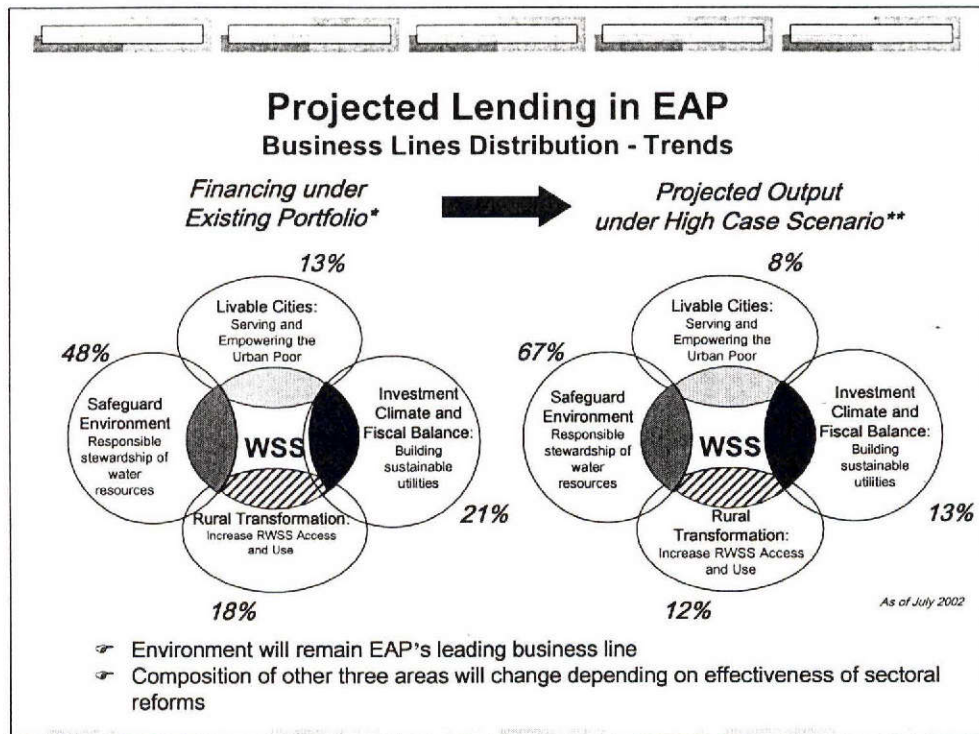 Projected Lending in EAP
Business Lines Distribution - Trends
Financing under
Existing Portfolio*
13%
Livable Cities:
Serving and
Empowering the
Urban Poor
48%
Safeguard
Environment
Responsible
stewardship of
water
resources
WSS
Investment
Climate and
Fiscal Balance:
Building
sustainable
utilities
21%
Rural Transformation:
Increase RWSS Access
and Use
18%
Projected Output
under High Case Scenario**
8%
Livable Cities:
Serving and
Empowering the
Urban Poor
67%
Safeguard
Environment
Responsible
stewardship of
water
resources
WSS
Investment
Climate and
Fiscal Balance:
Building
sustainable
utilities
13%
Rural
Transformation:
Increase RWSS Access
and Use
12%
As of July 2002
☞ Environment will remain EAP's leading business line
☞ Composition of other three areas will change depending on effectiveness of sectoral
reforms